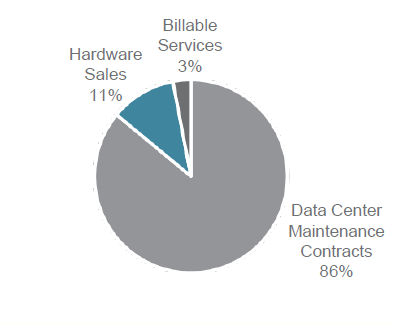 Billable
Services
3%
Hardware
Sales
11%
Data Center
Maintenance
Contracts
86%